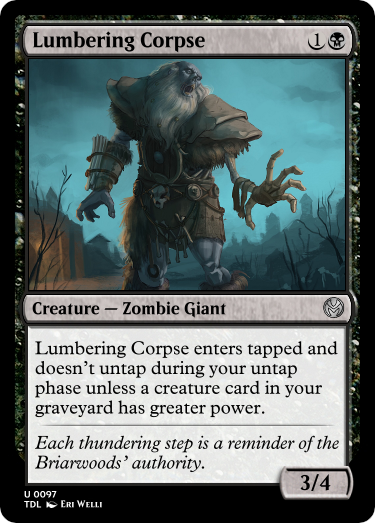 Lumbering Corpse 1
Creature — Zombie Giant
Lumbering Corpse enters tapped and
doesn’t untap during your untap
phase unless a creature card in your
graveyard has greater power.
Each thundering step is a reminder of the
Briarwoods’ authority.
3/4
U 0097
TDL Eri Welli